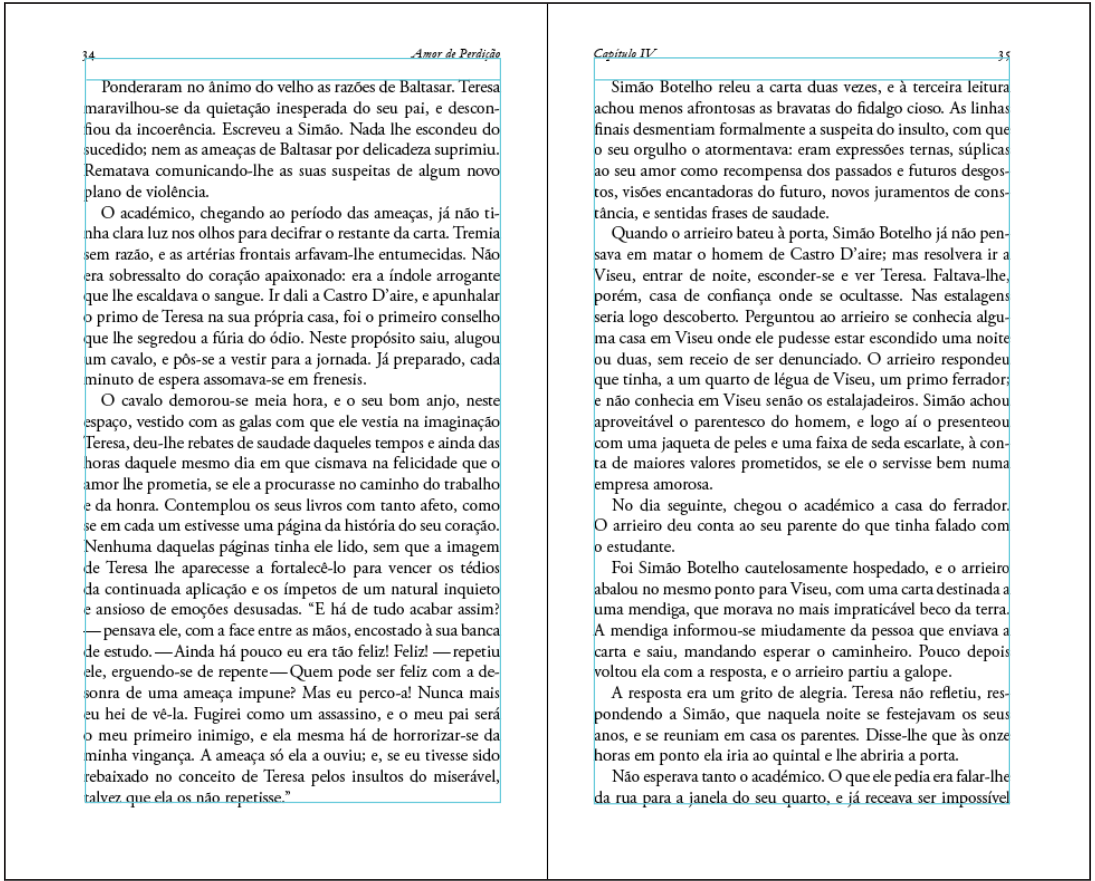 34 Amor de Perdição
Ponderaram no ânimo do velho as razões de Baltasar. Teresa
maravilhou-se da quietação inesperada do seu pai, e descon-
fiou da incoerência. Escreveu a Simão. Nada lhe escondeu do
sucedido; nem as ameaças de Baltasar por delicadeza suprimiu.
Rematava comunicando-lhe as suas suspeitas de algum novo
plano de violência.
O académico, chegando ao período das ameaças, já não ti-
nha clara luz nos olhos para decifrar o restante da carta. Tremia
sem razão, e as artérias frontais arfavam-lhe entumecidas. Não
era sobressalto do coração apaixonado: era a índole arrogante
que lhe escaldava o sangue. Ir dali a Castro D’aire, e apunhalar
o primo de Teresa na sua própria casa, foi o primeiro conselho
que lhe segredou a fúria do ódio. Neste propósito saiu, alugou
um cavalo, e pôs-se a vestir para a jornada. Já preparado, cada
minuto de espera assomava-se em frenesis.
O cavalo demorou-se meia hora, e o seu bom anjo, neste
espaço, vestido com as galas com que ele vestia na imaginação
Teresa, deu-lhe rebates de saudade daqueles tempos e ainda das
horas daquele mesmo dia em que cismava na felicidade que o
amor lhe prometia, se ele a procurasse no caminho do trabalho
e da honra. Contemplou os seus livros com tanto afeto, como
se em cada um estivesse uma página da história do seu coração.
Nenhuma daquelas páginas tinha ele lido, sem que a imagem
de Teresa lhe aparecesse a fortalecê-lo para vencer os tédios
da continuada aplicação e os ímpetos de um natural inquieto
e ansioso de emoções desusadas. “E há de tudo acabar assim?
—pensava ele, com a face entre as mãos, encostado à sua banca
de estudo.—Ainda há pouco eu era tão feliz! Feliz! —repetiu
ele, erguendo-se de repente—Quem pode ser feliz com a de-
sonra de uma ameaça impune? Mas eu perco-a! Nunca mais
eu hei de vê-la. Fugirei como um assassino, e o meu pai será
o meu primeiro inimigo, e ela mesma há de horrorizar-se da
minha vingança. A ameaça só ela a ouviu; e, se eu tivesse sido
rebaixado no conceito de Teresa pelos insultos do miserável,
talvez que ela os não repetisse.”
Capítulo IV 35
Simão Botelho releu a carta duas vezes, e à terceira leitura
achou menos afrontosas as bravatas do fidalgo cioso. As linhas
finais desmentiam formalmente a suspeita do insulto, com que
o seu orgulho o atormentava: eram expressões ternas, súplicas
ao seu amor como recompensa dos passados e futuros desgos-
tos, visões encantadoras do futuro, novos juramentos de cons-
tância, e sentidas frases de saudade.
Quando o arrieiro bateu à porta, Simão Botelho já não pen-
sava em matar o homem de Castro D’aire; mas resolvera ir a
Viseu, entrar de noite, esconder-se e ver Teresa. Faltava-lhe,
porém, casa de confiança onde se ocultasse. Nas estalagens
seria logo descoberto. Perguntou ao arrieiro se conhecia algu-
ma casa em Viseu onde ele pudesse estar escondido uma noite
ou duas, sem receio de ser denunciado. O arrieiro respondeu
que tinha, a um quarto de légua de Viseu, um primo ferrador;
e não conhecia em Viseu senão os estalajadeiros. Simão achou
aproveitável o parentesco do homem, e logo aí o presenteou
com uma jaqueta de peles e uma faixa de seda escarlate, à con-
ta de maiores valores prometidos, se ele o servisse bem numa
empresa amorosa.
No dia seguinte, chegou o académico a casa do ferrador.
O arrieiro deu conta ao seu parente do que tinha falado com
o estudante.
Foi Simão Botelho cautelosamente hospedado, e o arrieiro
abalou no mesmo ponto para Viseu, com uma carta destinada a
uma mendiga, que morava no mais impraticável beco da terra.
A mendiga informou-se miudamente da pessoa que enviava a
carta e saiu, mandando esperar o caminheiro. Pouco depois
voltou ela com a resposta, e o arrieiro partiu a galope.
A resposta era um grito de alegria. Teresa não refletiu, res-
pondendo a Simão, que naquela noite se festejavam os seus
anos, e se reuniam em casa os parentes. Disse-lhe que às onze
horas em ponto ela iria ao quintal e lhe abriria a porta.
Não esperava tanto o académico. O que ele pedia era falar-lhe
da rua para a janela do seu quarto, e já receava ser impossível